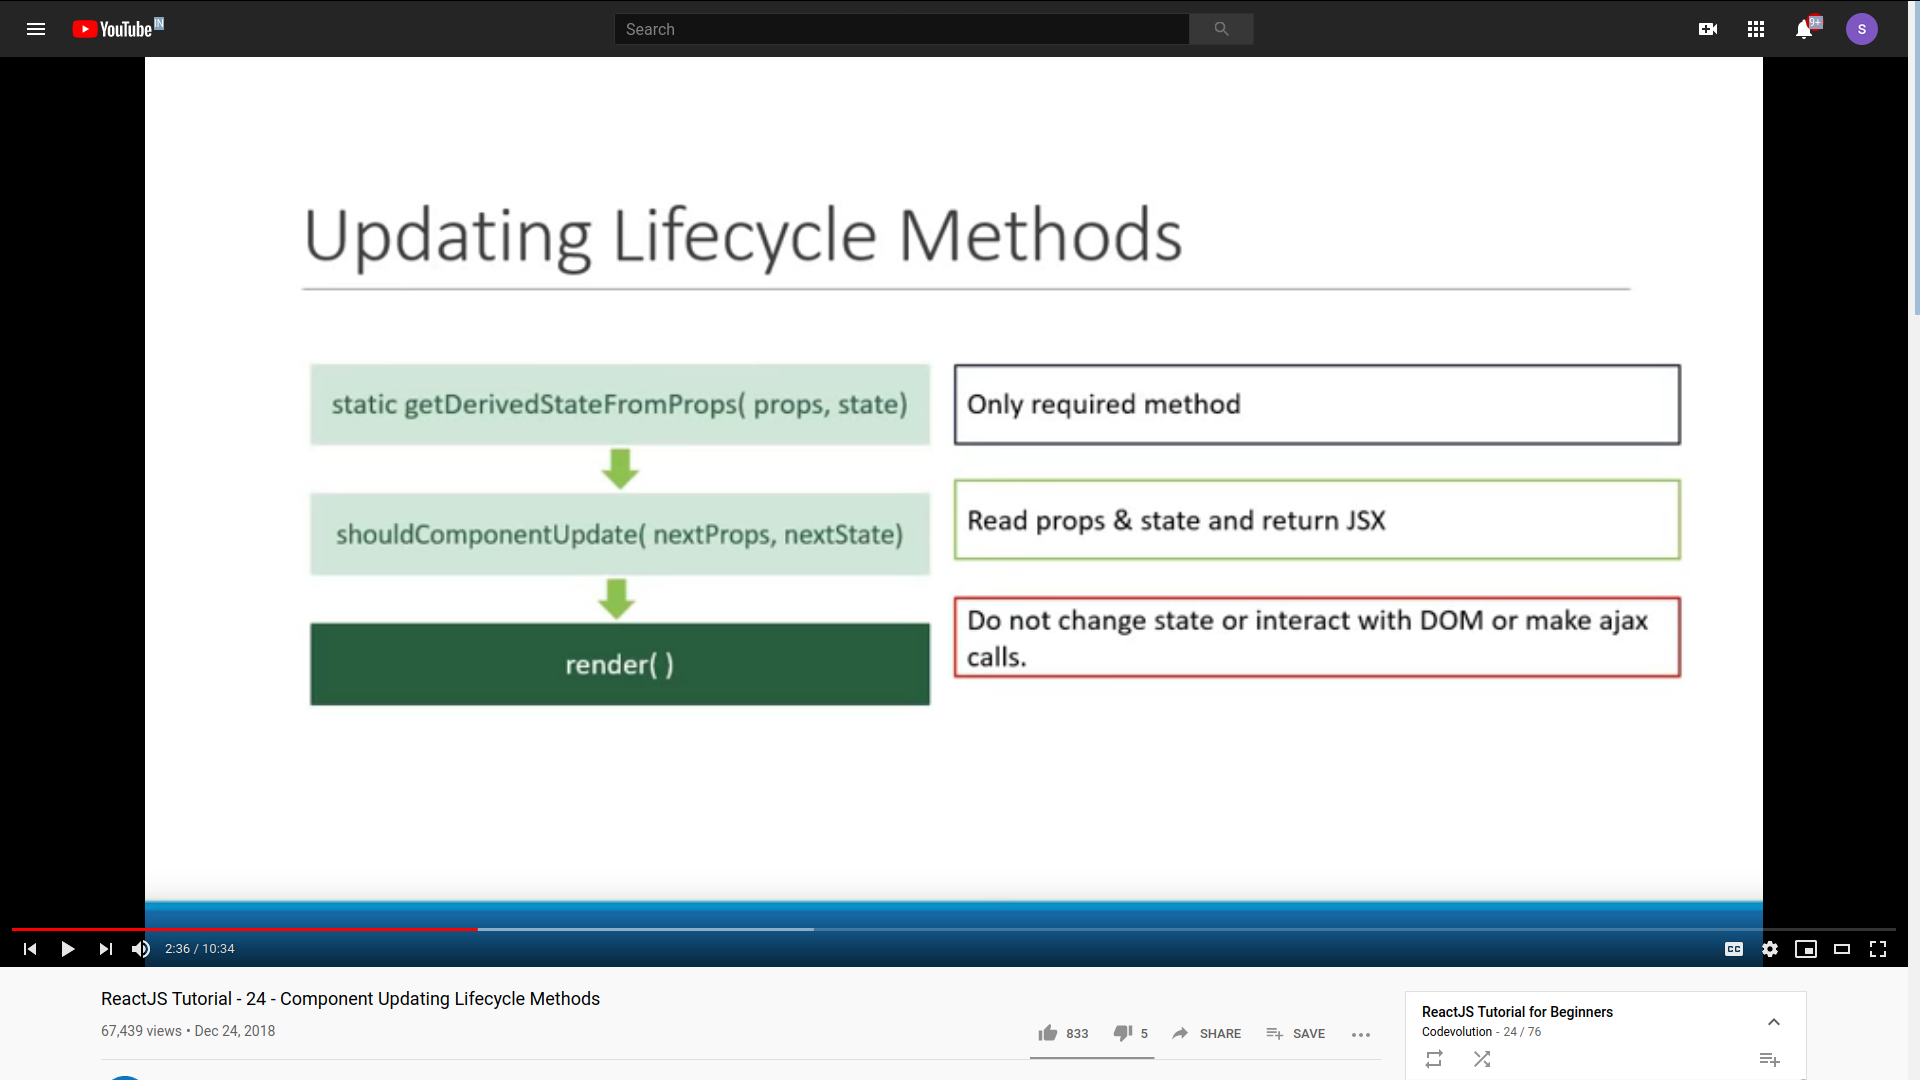 YouTube IN
Search
9+
S
Updating Lifecycle Methods
static getDerivedStateFromProps( props, state)
Only required method
shouldComponentUpdate( nextProps, nextState)
Read props & state and return JSX
render( )
Do not change state or interact with DOM or make ajax
calls.
2:36 / 10:34
CC
ReactJS Tutorial - 24 - Component Updating Lifecycle Methods
67,439 views • Dec 24, 2018
833
5
SHARE
SAVE
ReactJS Tutorial for Beginners
Codevolution - 24 / 76